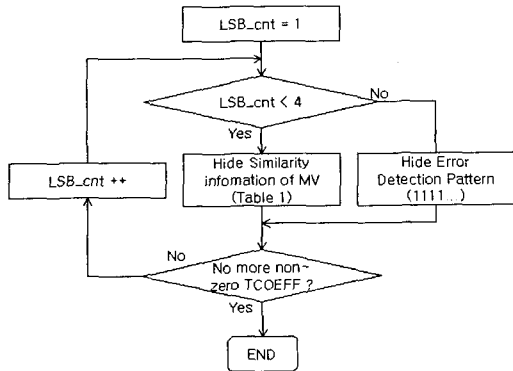 LSB_cnt = 1
LSB_cnt < 4
No
Yes
Hide Similarity
infomation of MV
(Table 1)
Hide Error
Detection Pattern
(1111...)
LSB_cnt ++
No
No more non-
zero TCOEFF ?
Yes
END